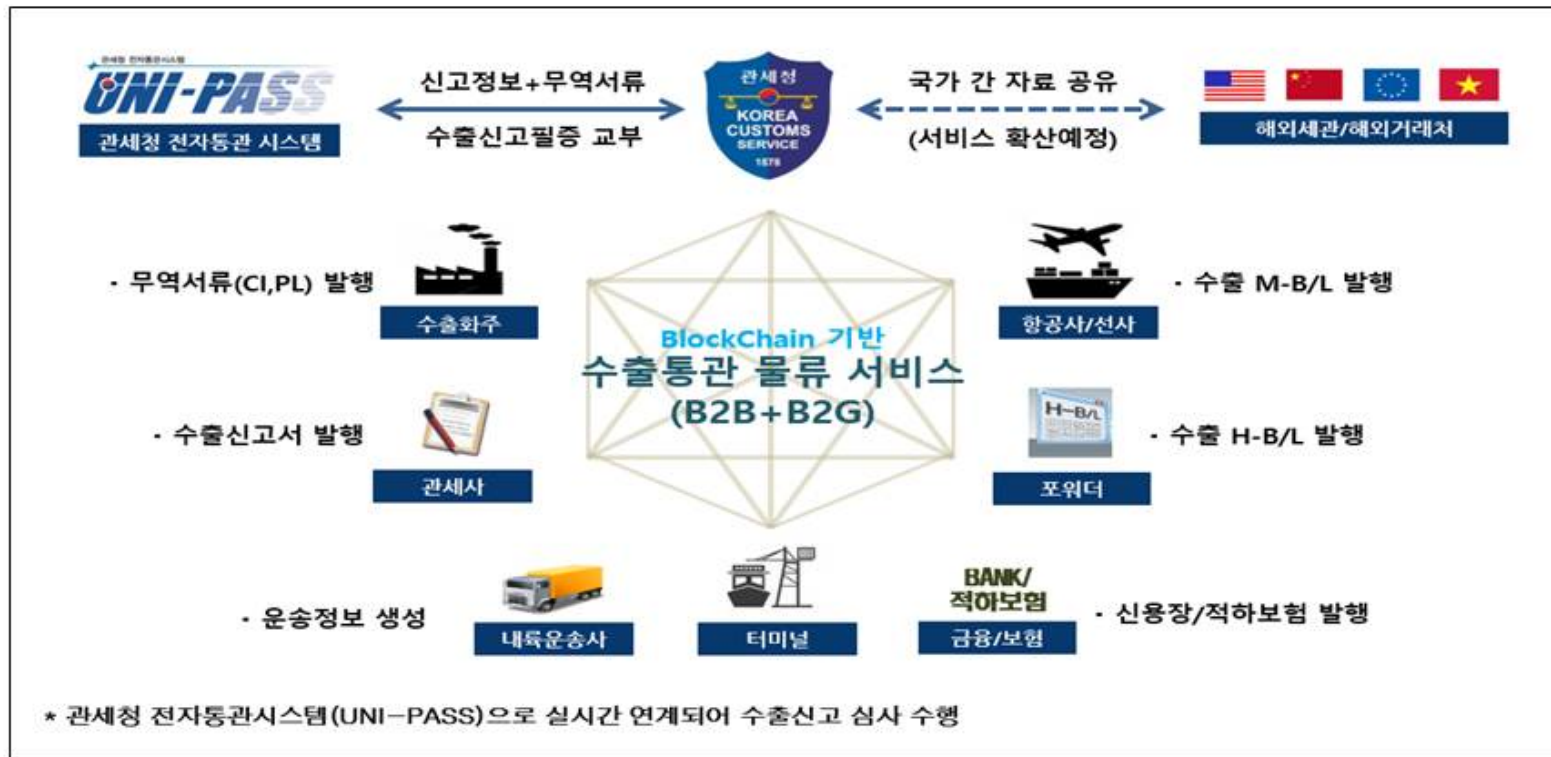 관세청 전자통관시스템
UNI-PASS
관세청 전자통관 시스템
신고정보+무역서류
수출신고필증 교부
관세청
KOREA
CUSTOMS
SERVICE
1878
국가 간 자료 공유
(서비스 확산예정)
해외세관/해외거래처
· 무역서류(CI,PL) 발행
수출화주
항공사/선사
· 수출 M-B/L 발행
BlockChain 기반
수출통관 물류 서비스
(B2B+B2G)
· 수출신고서 발행
관세사
H-B/L
포워더
· 수출 H-B/L 발행
· 운송정보 생성
내륙운송사
터미널
BANK/
적하보험
금융/보험
· 신용장/적하보험 발행
* 관세청 전자통관시스템(UNI-PASS)으로 실시간 연계되어 수출신고 심사 수행